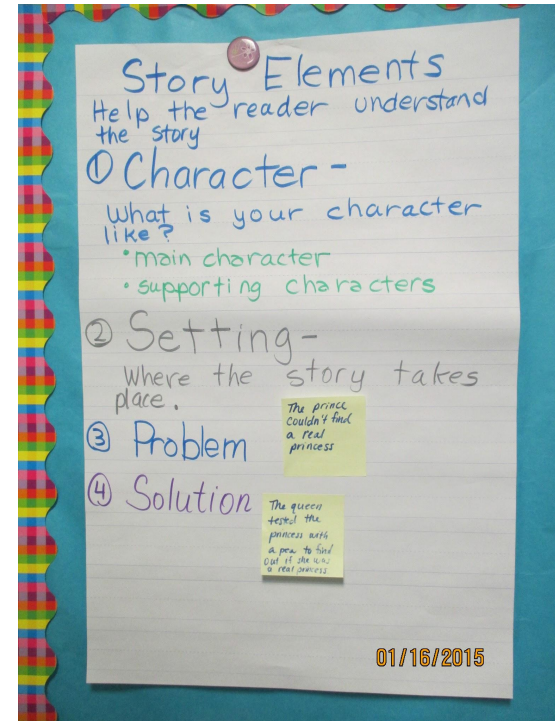 Story Elements
Help the reader understand
the story
① Character -
What is your character
like?
• main character
• supporting characters
② Setting -
Where the story takes
place.
The prince
couldn't find
a real
princess
③ Problem
④ Solution
The queen
tested the
princess with
a pea to find
out if she was
a real princess
01/16/2015